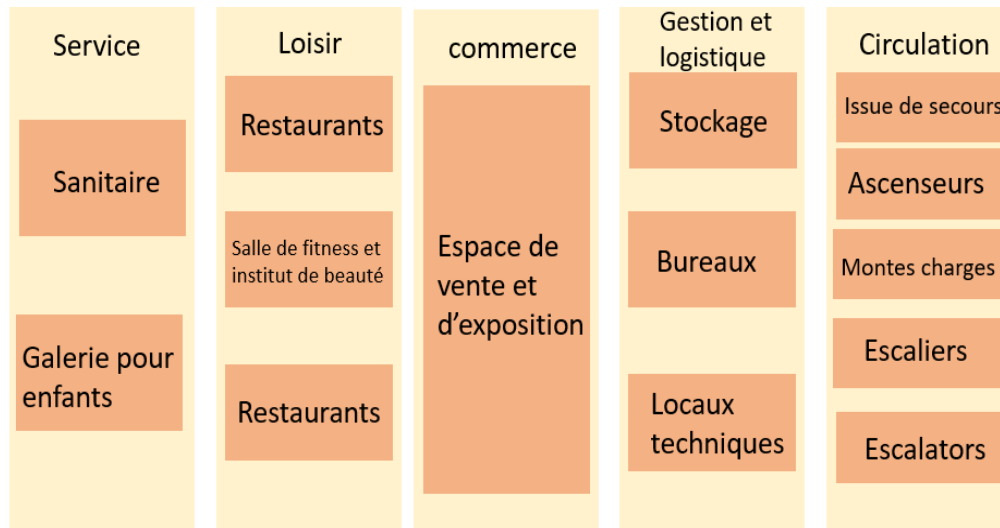 Service
Sanitaire
Galerie pour
enfants
Loisir
Restaurants
Salle de fitness et
institut de beauté
Restaurants
commerce
Espace de
vente et
d’exposition
Gestion et
logistique
Stockage
Bureaux
Locaux
techniques
Circulation
Issue de secours
Ascenseurs
Montes charges
Escaliers
Escalators